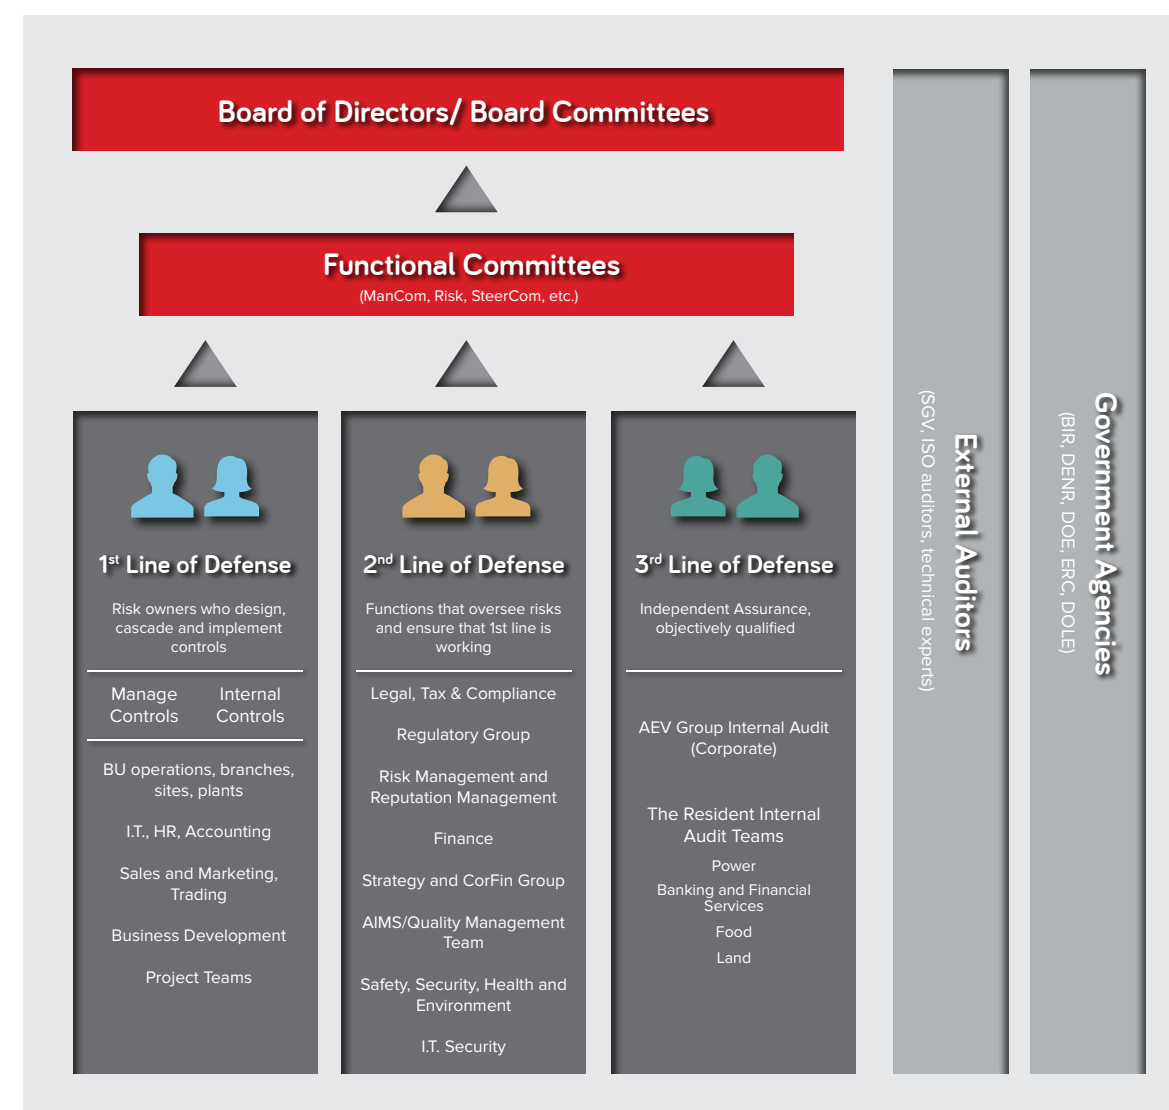 Board of Directors/ Board Committees
Functional Committees
(ManCom, Risk, SteerCom, etc.)
1st Line of Defense
Risk owners who design,
cascade and implement
controls
Manage
Controls
Internal
Controls
BU operations, branches,
sites, plants
I.T., HR, Accounting
Sales and Marketing,
Trading
Business Development
Project Teams
2nd Line of Defense
Functions that oversee risks
and ensure that 1st line is
working
Legal, Tax & Compliance
Regulatory Group
Risk Management and
Reputation Management
Finance
Strategy and CorFin Group
AIMS/Quality Management
Team
Safety, Security, Health and
Environment
I.T. Security
3rd Line of Defense
Independent Assurance,
objectively qualified
AEV Group Internal Audit
(Corporate)
The Resident Internal
Audit Teams
Power
Banking and Financial
Services
Food
Land
External Auditors
(SGV, ISO auditors, technical experts)
Government Agencies
(BIR, DENR, DOE, ERC, DOLE)